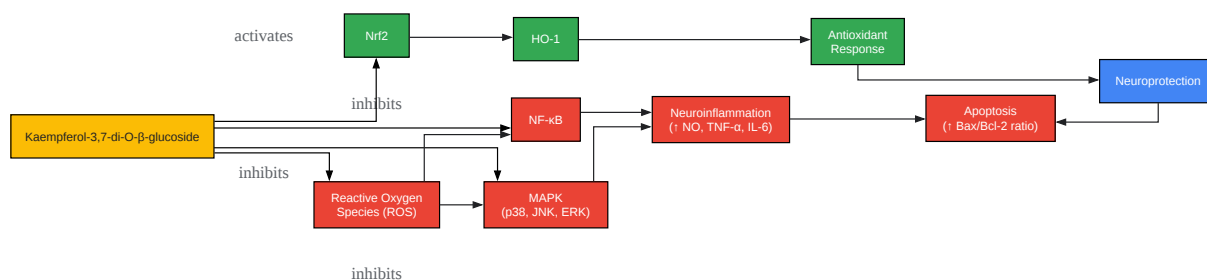 activates
Nrf2
HO-1
Antioxidant
Response
Neuroprotection
inhibits
NF-κB
Neuroinflammation
(↑ NO, TNF-α, IL-6)
Apoptosis
(↑ Bax/Bcl-2 ratio)
Kaempferol-3,7-di-O-β-glucoside
inhibits
Reactive Oxygen
Species (ROS)
MAPK
(p38, JNK, ERK)
inhibits